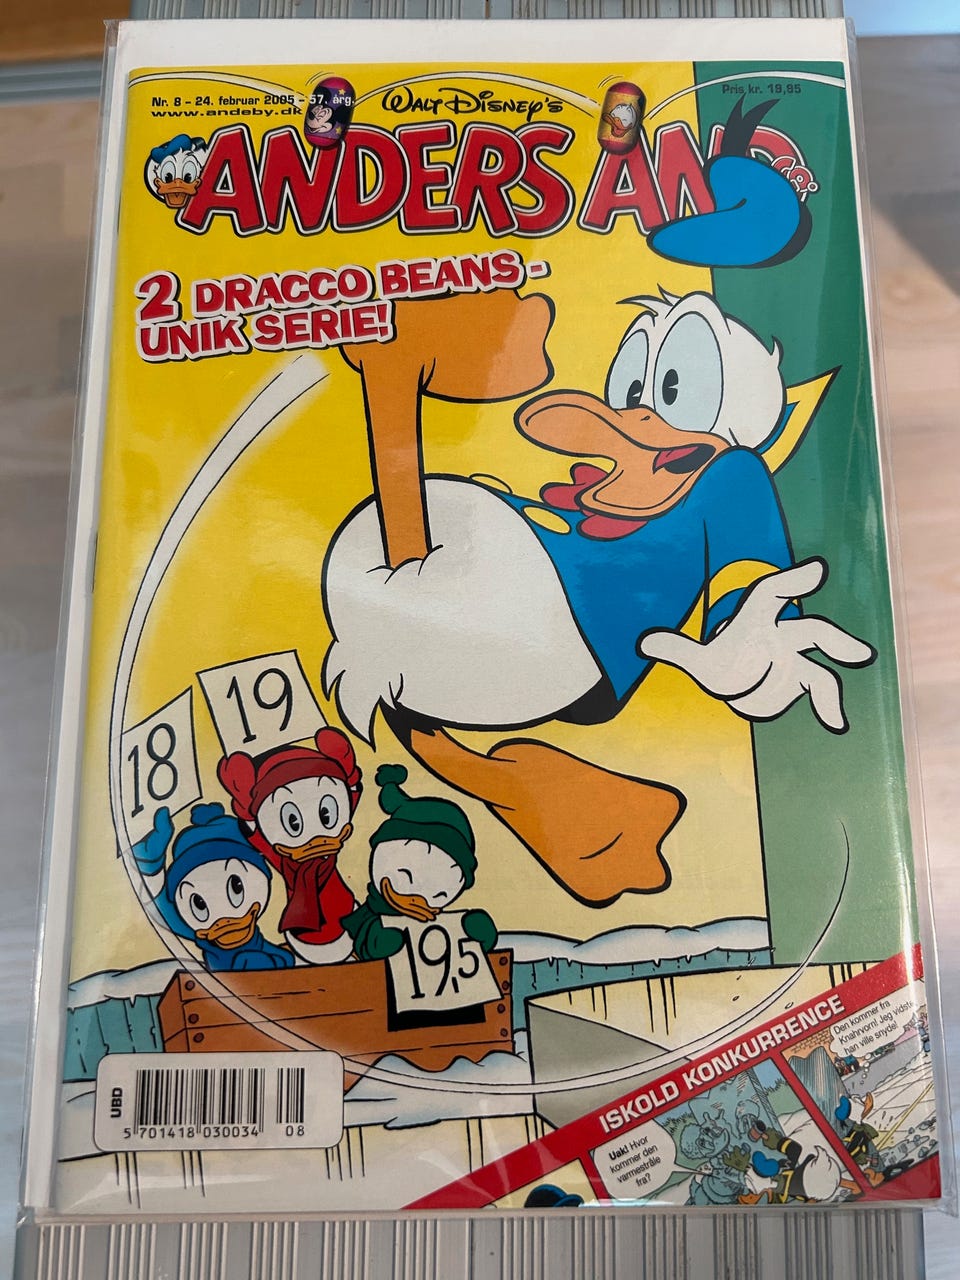 Nr. 8 - 24. februar 2005 - 57. årg.
www.andeby.dk
WALT DISNEY'S
Pris kr. 19,95
ANDERS AND
2 DRACCO BEANS -
UNIK SERIE!
18
19
19,5
UBD
5 701418 030034 08
ISKOLD KONKURRENCE
Den kommer fra
Knahrvorn! Jeg vidste
han ville snyde!
Uak! Hvor
kommer den
varmestråle
fra?